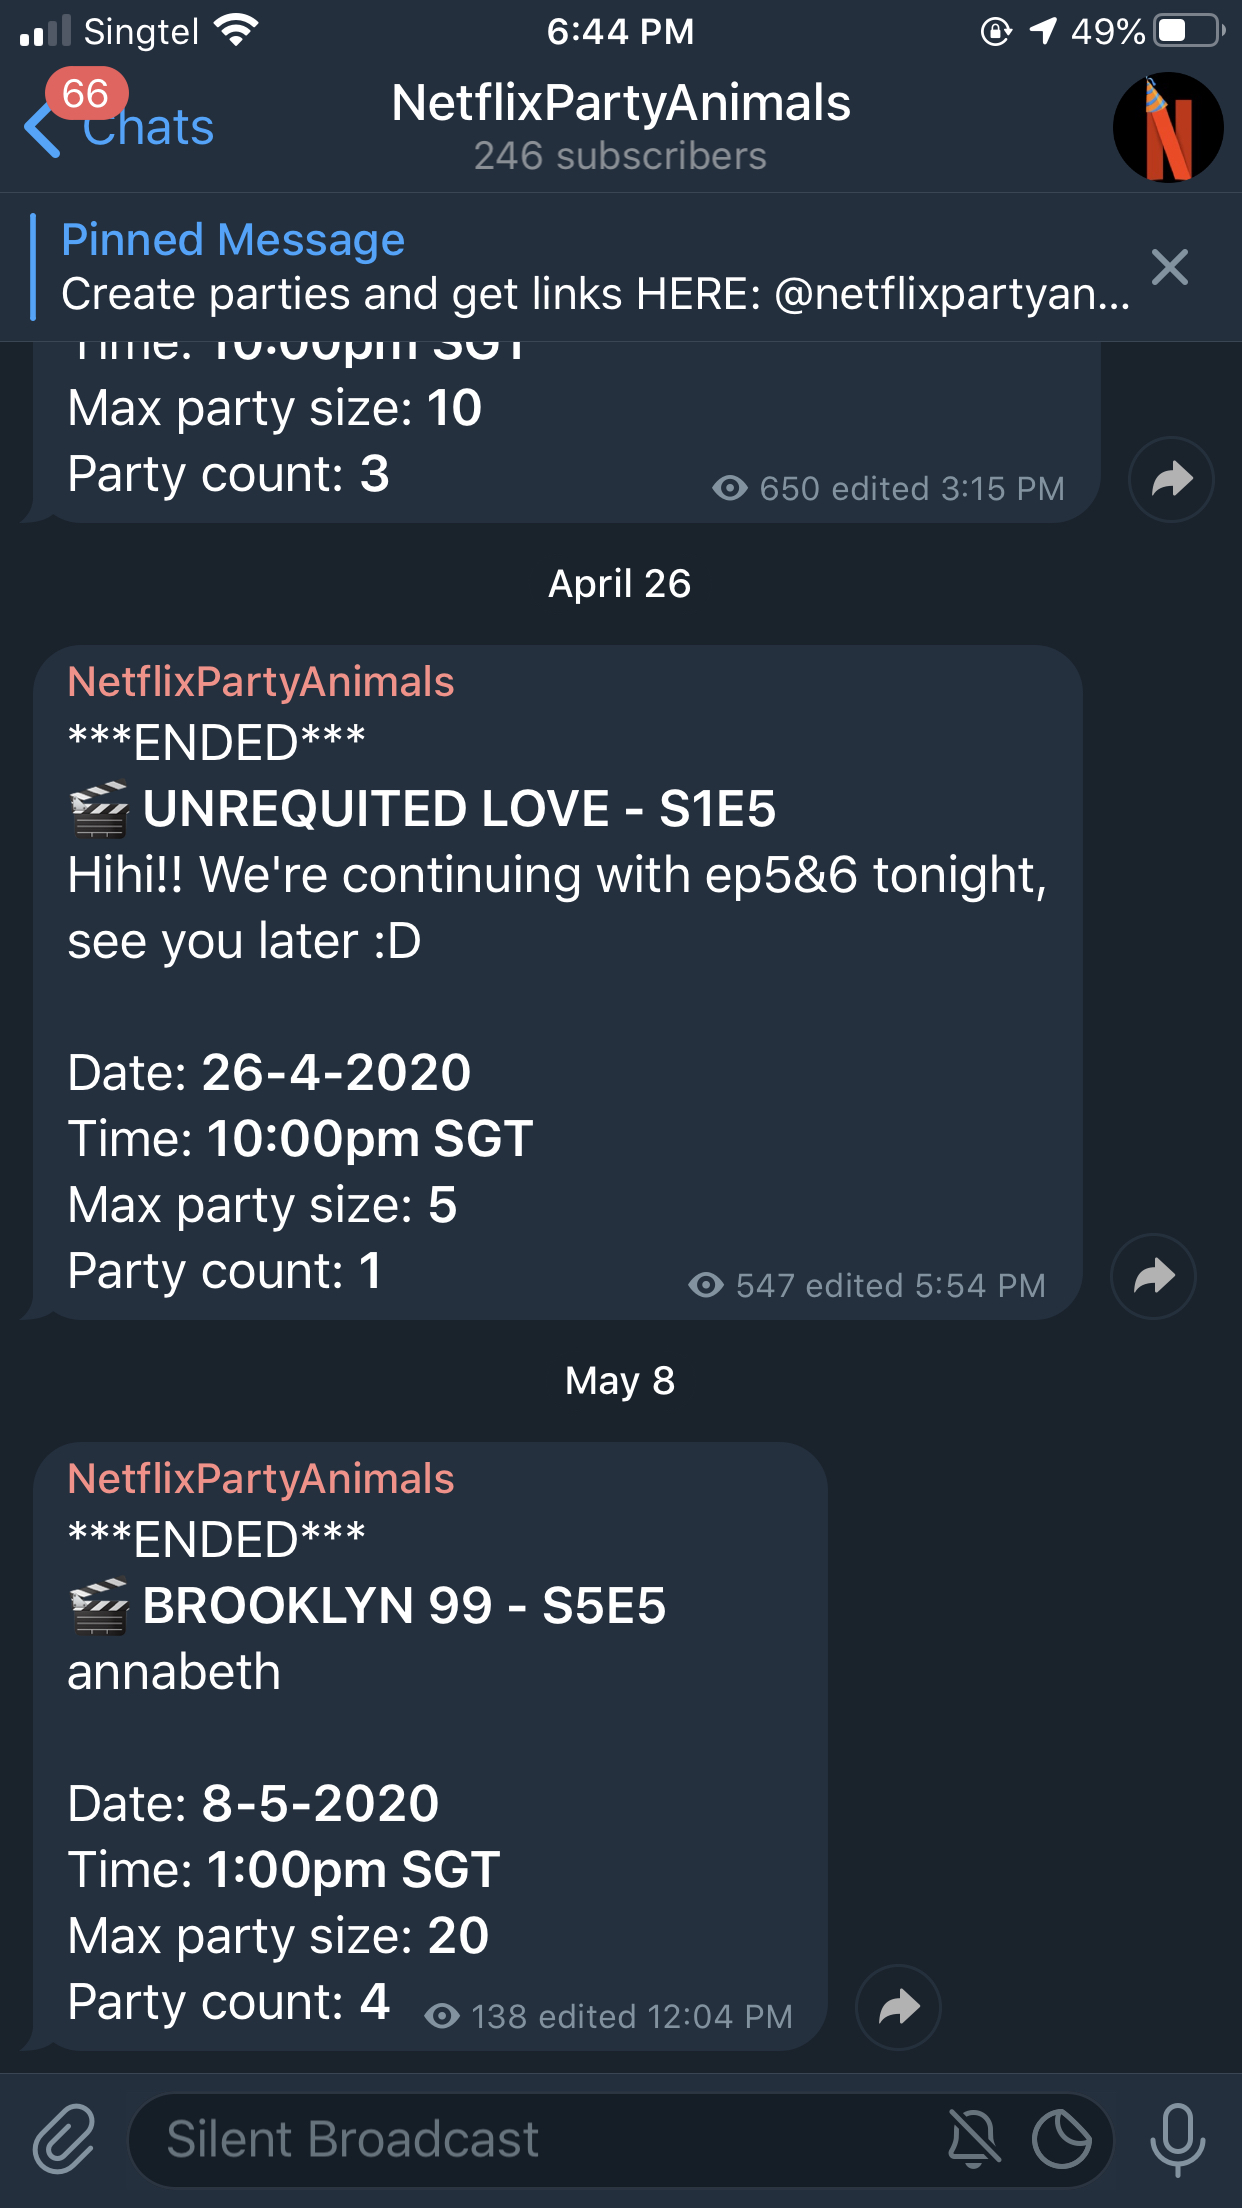 Singtel 6:44 PM 49%
66
Chats
NetflixPartyAnimals
246 subscribers
N
Pinned Message
Create parties and get links HERE: @netflixpartyan...
Time: 10:00pm SGT
Max party size: 10
Party count: 3
650 edited 3:15 PM
April 26
NetflixPartyAnimals
***ENDED***
🎬 UNREQUITED LOVE - S1E5
Hihi!! We're continuing with ep5&6 tonight,
see you later :D
Date: 26-4-2020
Time: 10:00pm SGT
Max party size: 5
Party count: 1
547 edited 5:54 PM
May 8
NetflixPartyAnimals
***ENDED***
🎬 BROOKLYN 99 - S5E5
annabeth
Date: 8-5-2020
Time: 1:00pm SGT
Max party size: 20
Party count: 4
138 edited 12:04 PM
Silent Broadcast